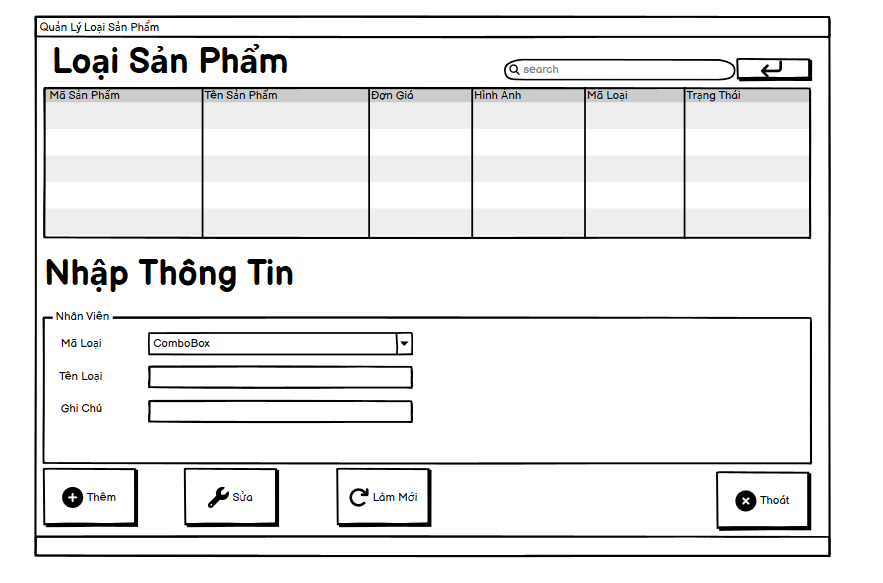 Quản Lý Loại Sản Phẩm
Loại Sản Phẩm
search
Mã Sản Phẩm Tên Sản Phẩm Đơn Giá Hình Ảnh Mã Loại Trạng Thái
Nhập Thông Tin
Nhân Viên
Mã Loại ComboBox
Tên Loại
Ghi Chú
Thêm Sửa Làm Mới Thoát